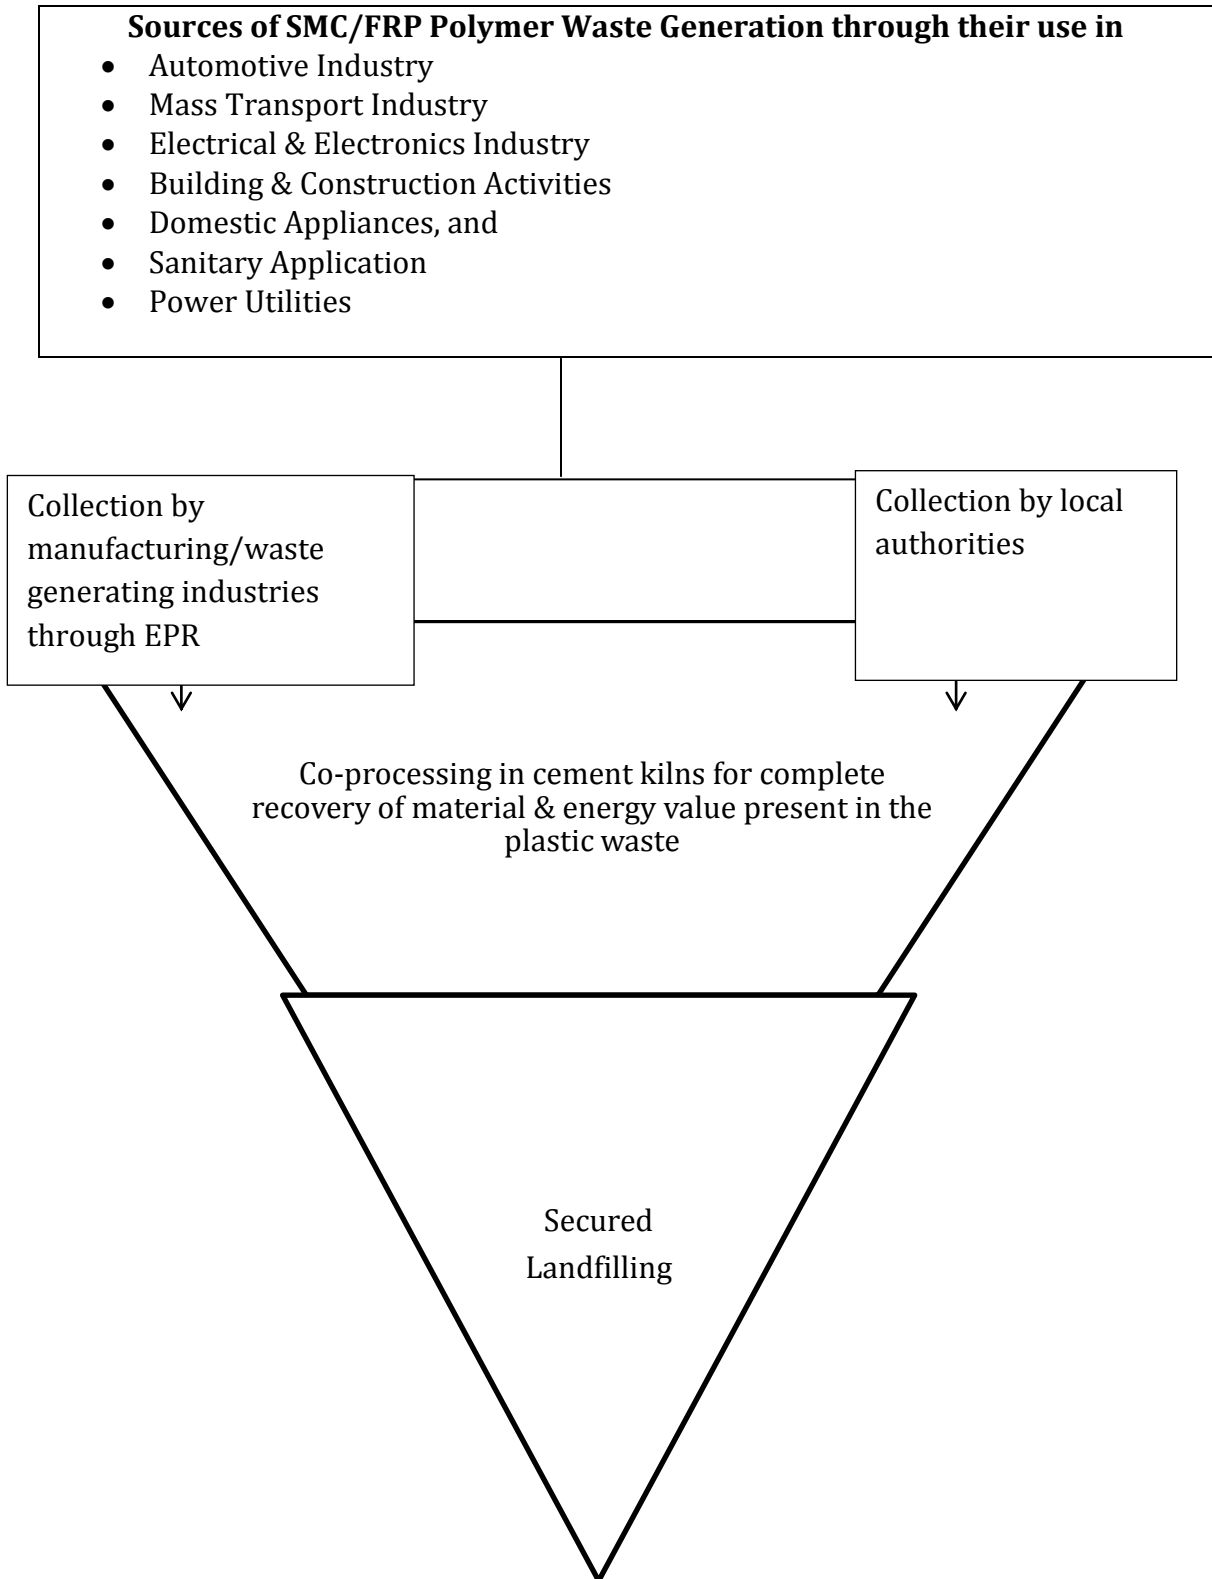 Sources of SMC/FRP Polymer Waste Generation through their use in
• Automotive Industry
• Mass Transport Industry
• Electrical & Electronics Industry
• Building & Construction Activities
• Domestic Appliances, and
• Sanitary Application
• Power Utilities
Collection by
manufacturing/waste
generating industries
through EPR
Collection by local
authorities
Co-processing in cement kilns for complete
recovery of material & energy value present in the
plastic waste
Secured
Landfilling